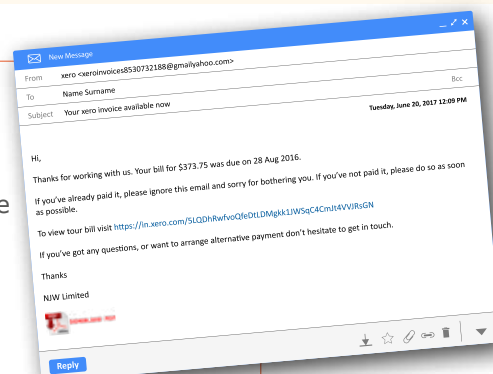 New Message
From xero <xeroinvoices8530732188@gmailyahoo.com>
To Name Surname
Bcc
Subject Your xero invoice available now
Tuesday, June 20, 2017 12:09 PM
Hi,
Thanks for working with us. Your bill for $373.75 was due on 28 Aug 2016.
If you've already paid it, please ignore this email and sorry for bothering you. If you've not paid it, please do so as soon
as possible.
To view tour bill visit https://in.xero.com/5LQDhRwfvoQfeDtLDMgkk1JWSqC4CmJt4VVJRsGN
If you've got any questions, or want to arrange alternative payment don't hesitate to get in touch.
Thanks
NJW Limited
Reply
e